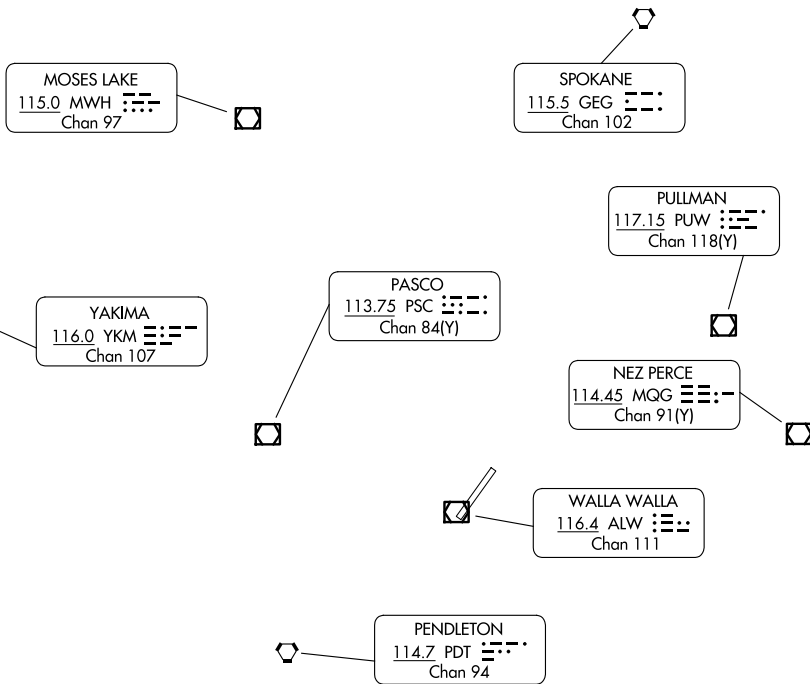 MOSES LAKE
115.0 MWH
Chan 97
SPOKANE
115.5 GEG
Chan 102
PULLMAN
117.15 PUW
Chan 118(Y)
PASCO
113.75 PSC
Chan 84(Y)
YAKIMA
116.0 YKM
Chan 107
NEZ PERCE
114.45 MQG
Chan 91(Y)
WALLA WALLA
116.4 ALW
Chan 111
PENDLETON
114.7 PDT
Chan 94